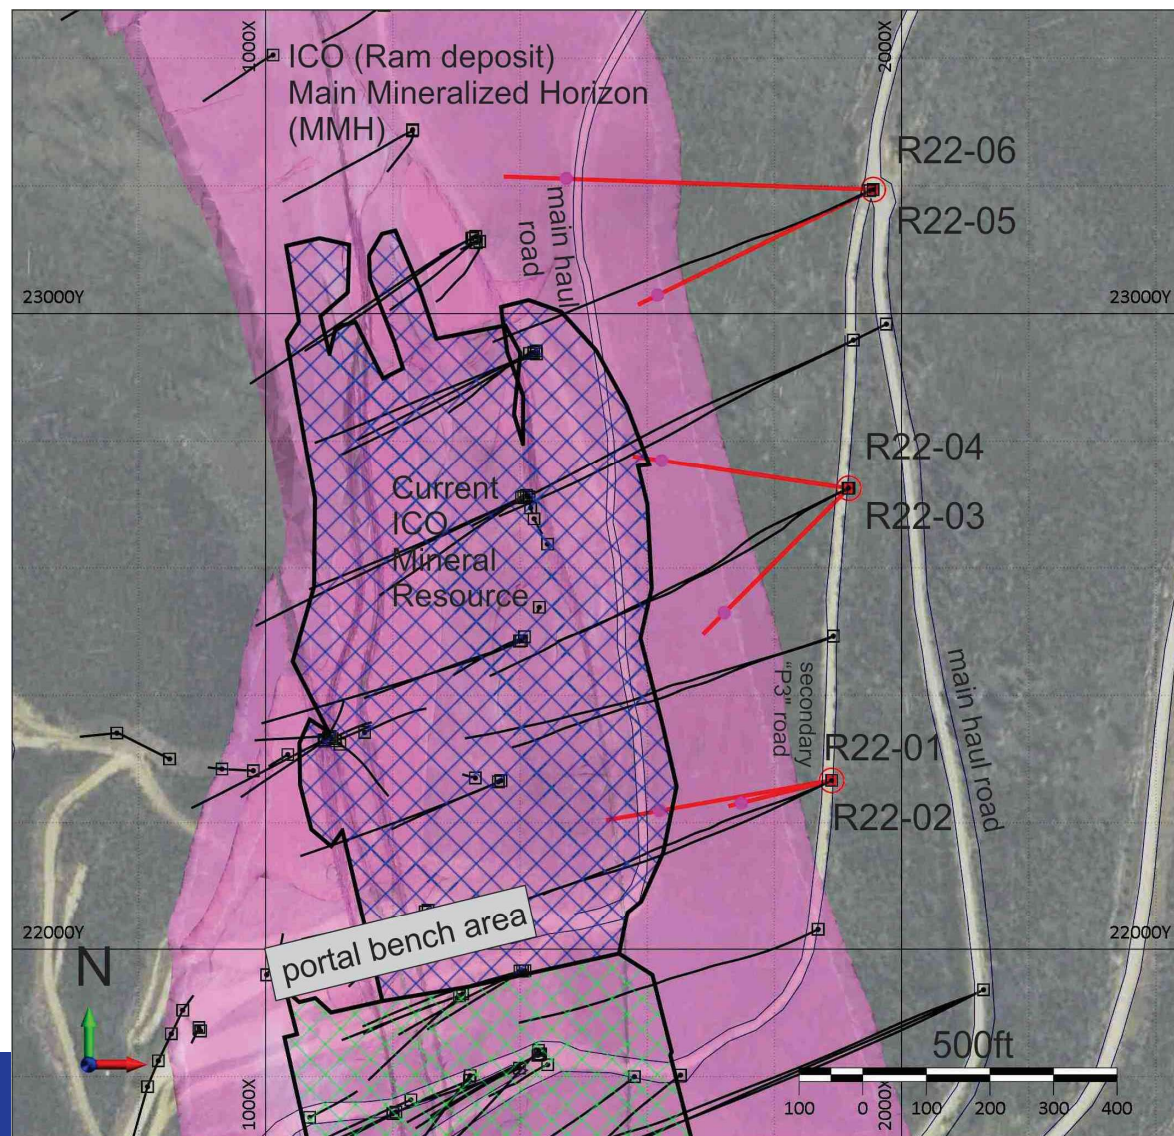 1000X
2000X
ICO (Ram deposit)
Main Mineralized Horizon
(MMH)
R22-06
R22-05
main haul
road
23000Y
23000Y
R22-04
R22-03
Current
ICO
Mineral
Resource
secondary
"P3" road
main haul road
R22-01
R22-02
portal bench area
22000Y
22000Y
N
500ft
1000X
2000X
100 0 100 200 300 400